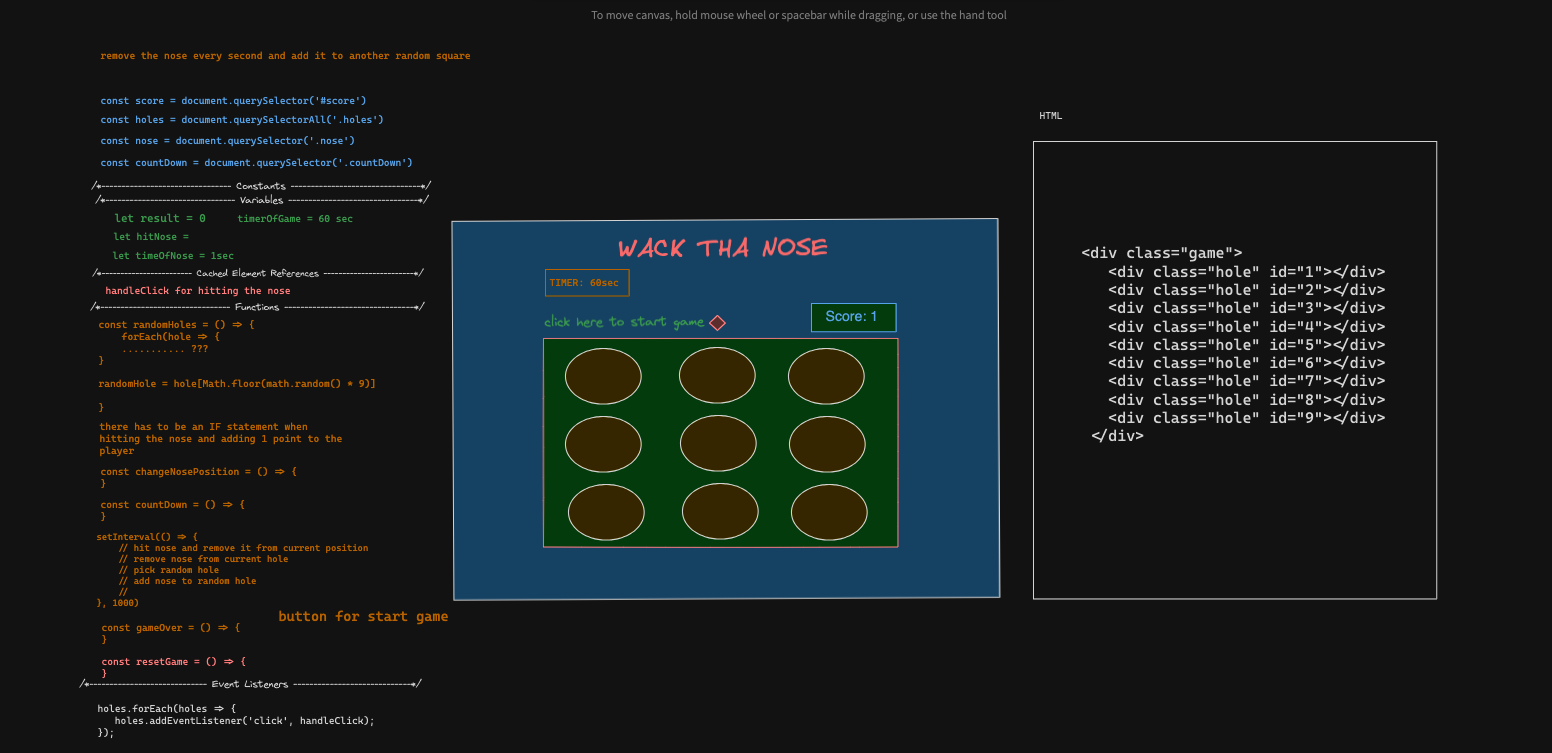 To move canvas, hold mouse wheel or spacebar while dragging, or use the hand tool
remove the nose every second and add it to another random square
const score = document.querySelector('#score')
const holes = document.querySelectorAll('.holes')
const nose = document.querySelector('.nose')
const countDown = document.querySelector('.countDown')
/*-------------------------------- Constants --------------------------------*/
/*-------------------------------- Variables --------------------------------*/
let result = 0 timerOfGame = 60 sec
let hitNose =
let timeOfNose = 1sec
/*----------------------- Cached Element References -----------------------*/
handleClick for hitting the nose
/*-------------------------------- Functions --------------------------------*/
const randomHoles = () => {
forEach(hole => {
........... ???
}
randomHole = hole[Math.floor(math.random() * 9)]
}
there has to be an IF statement when
hitting the nose and adding 1 point to the
player
const changeNosePosition = () => {
}
const countDown = () => {
}
setInterval(() => {
// hit nose and remove it from current position
// remove nose from current hole
// pick random hole
// add nose to random hole
//
}, 1000)
button for start game
const gameOver = () => {
}
const resetGame = () => {
}
/*----------------------------- Event Listeners -----------------------------*/
holes.forEach(holes => {
holes.addEventListener('click', handleClick);
});
WACK THA NOSE
TIMER: 60sec
click here to start game
Score: 1
HTML
<div class="game">
<div class="hole" id="1"></div>
<div class="hole" id="2"></div>
<div class="hole" id="3"></div>
<div class="hole" id="4"></div>
<div class="hole" id="5"></div>
<div class="hole" id="6"></div>
<div class="hole" id="7"></div>
<div class="hole" id="8"></div>
<div class="hole" id="9"></div>
</div>